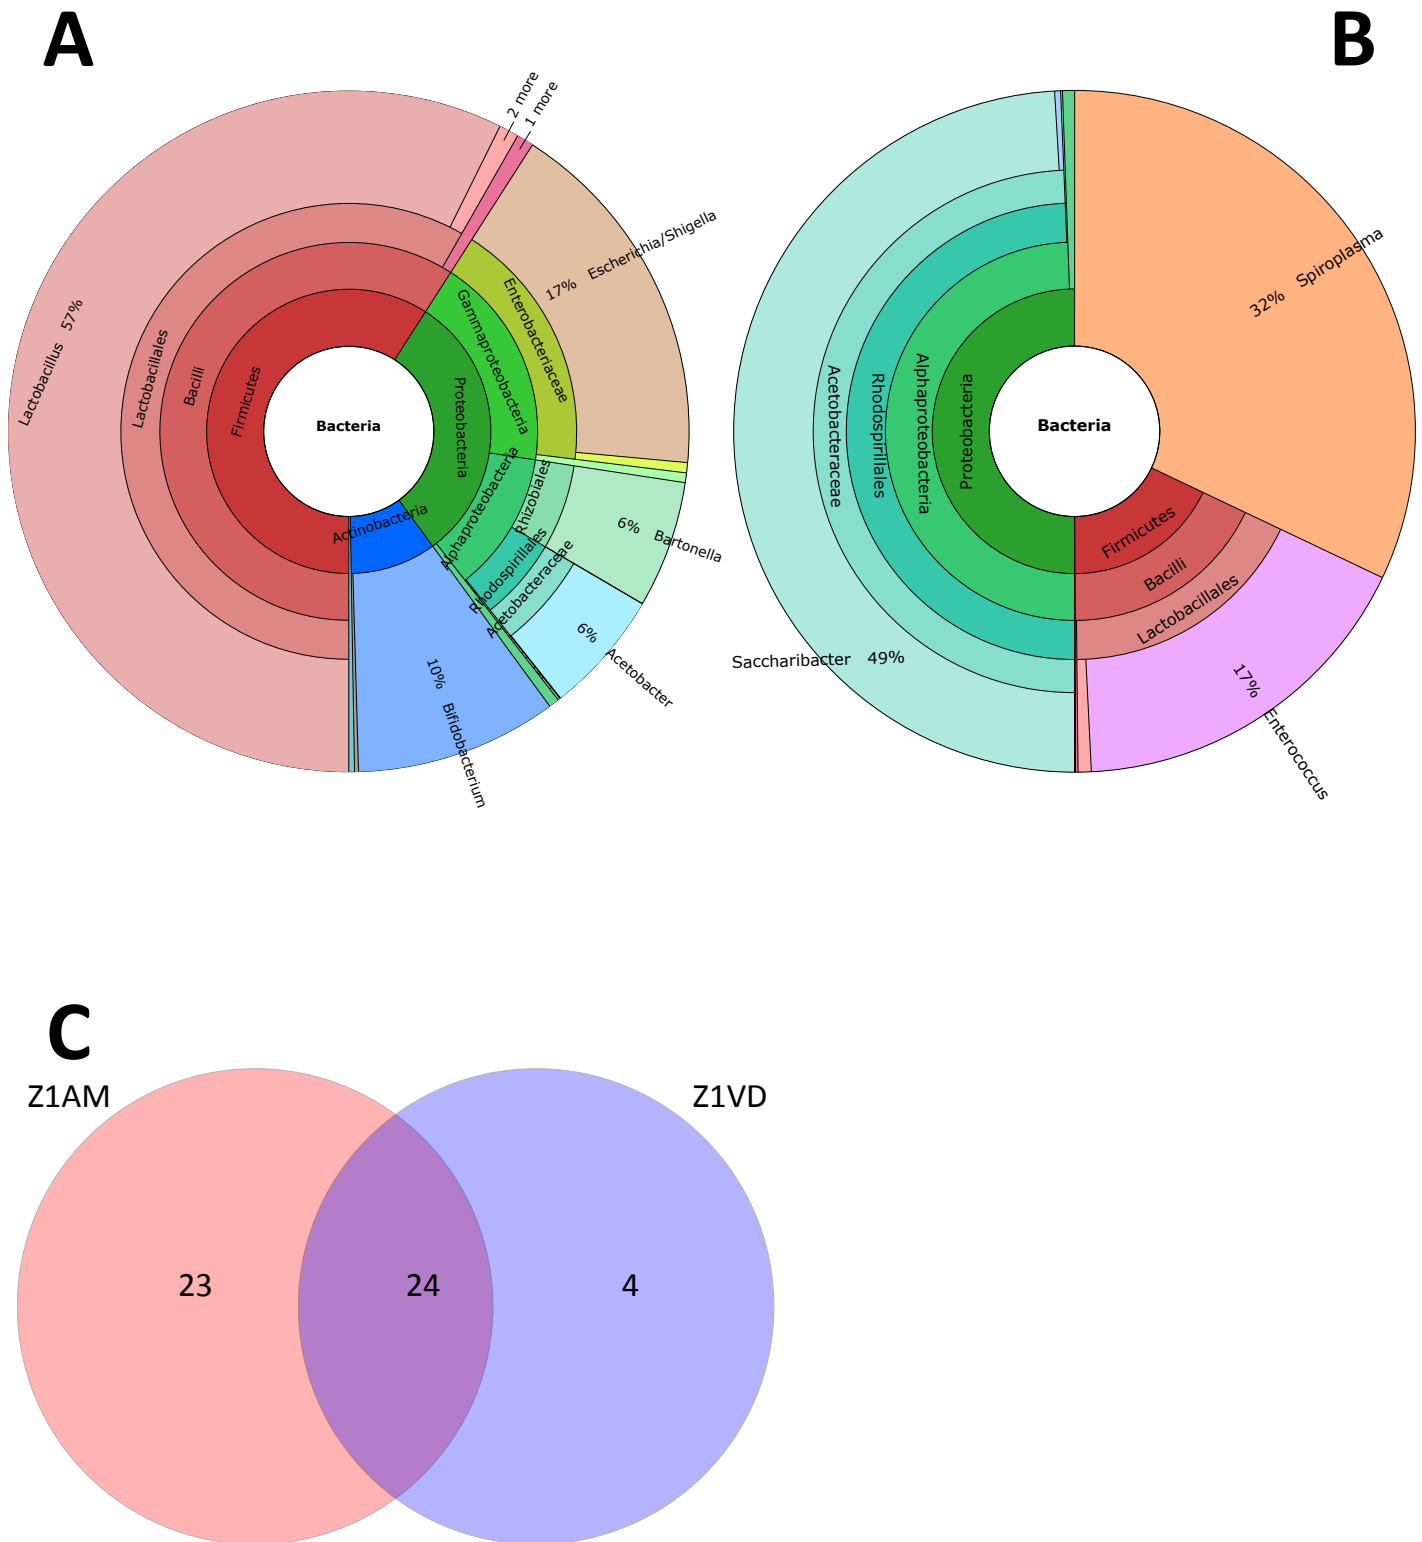 A
B
2 more
1 more
Lactobacillus 57%
Lactobacillales
Bacilli
Firmicutes
Bacteria
Proteobacteria
Gammaproteobacteria
Enterobacteriaceae
17% Escherichia/Shigella
Alphaproteobacteria
Rhizobiales
6% Bartonella
Rhodospirillales
Acetobacteraceae
6% Acetobacter
Actinobacteria
10% Bifidobacterium
Bacteria
32% Spiroplasma
Firmicutes
Bacilli
Lactobacillales
17% Enterococcus
Proteobacteria
Alphaproteobacteria
Rhodospirillales
Acetobacteraceae
Saccharibacter 49%
C
Z1AM
Z1VD
23
24
4